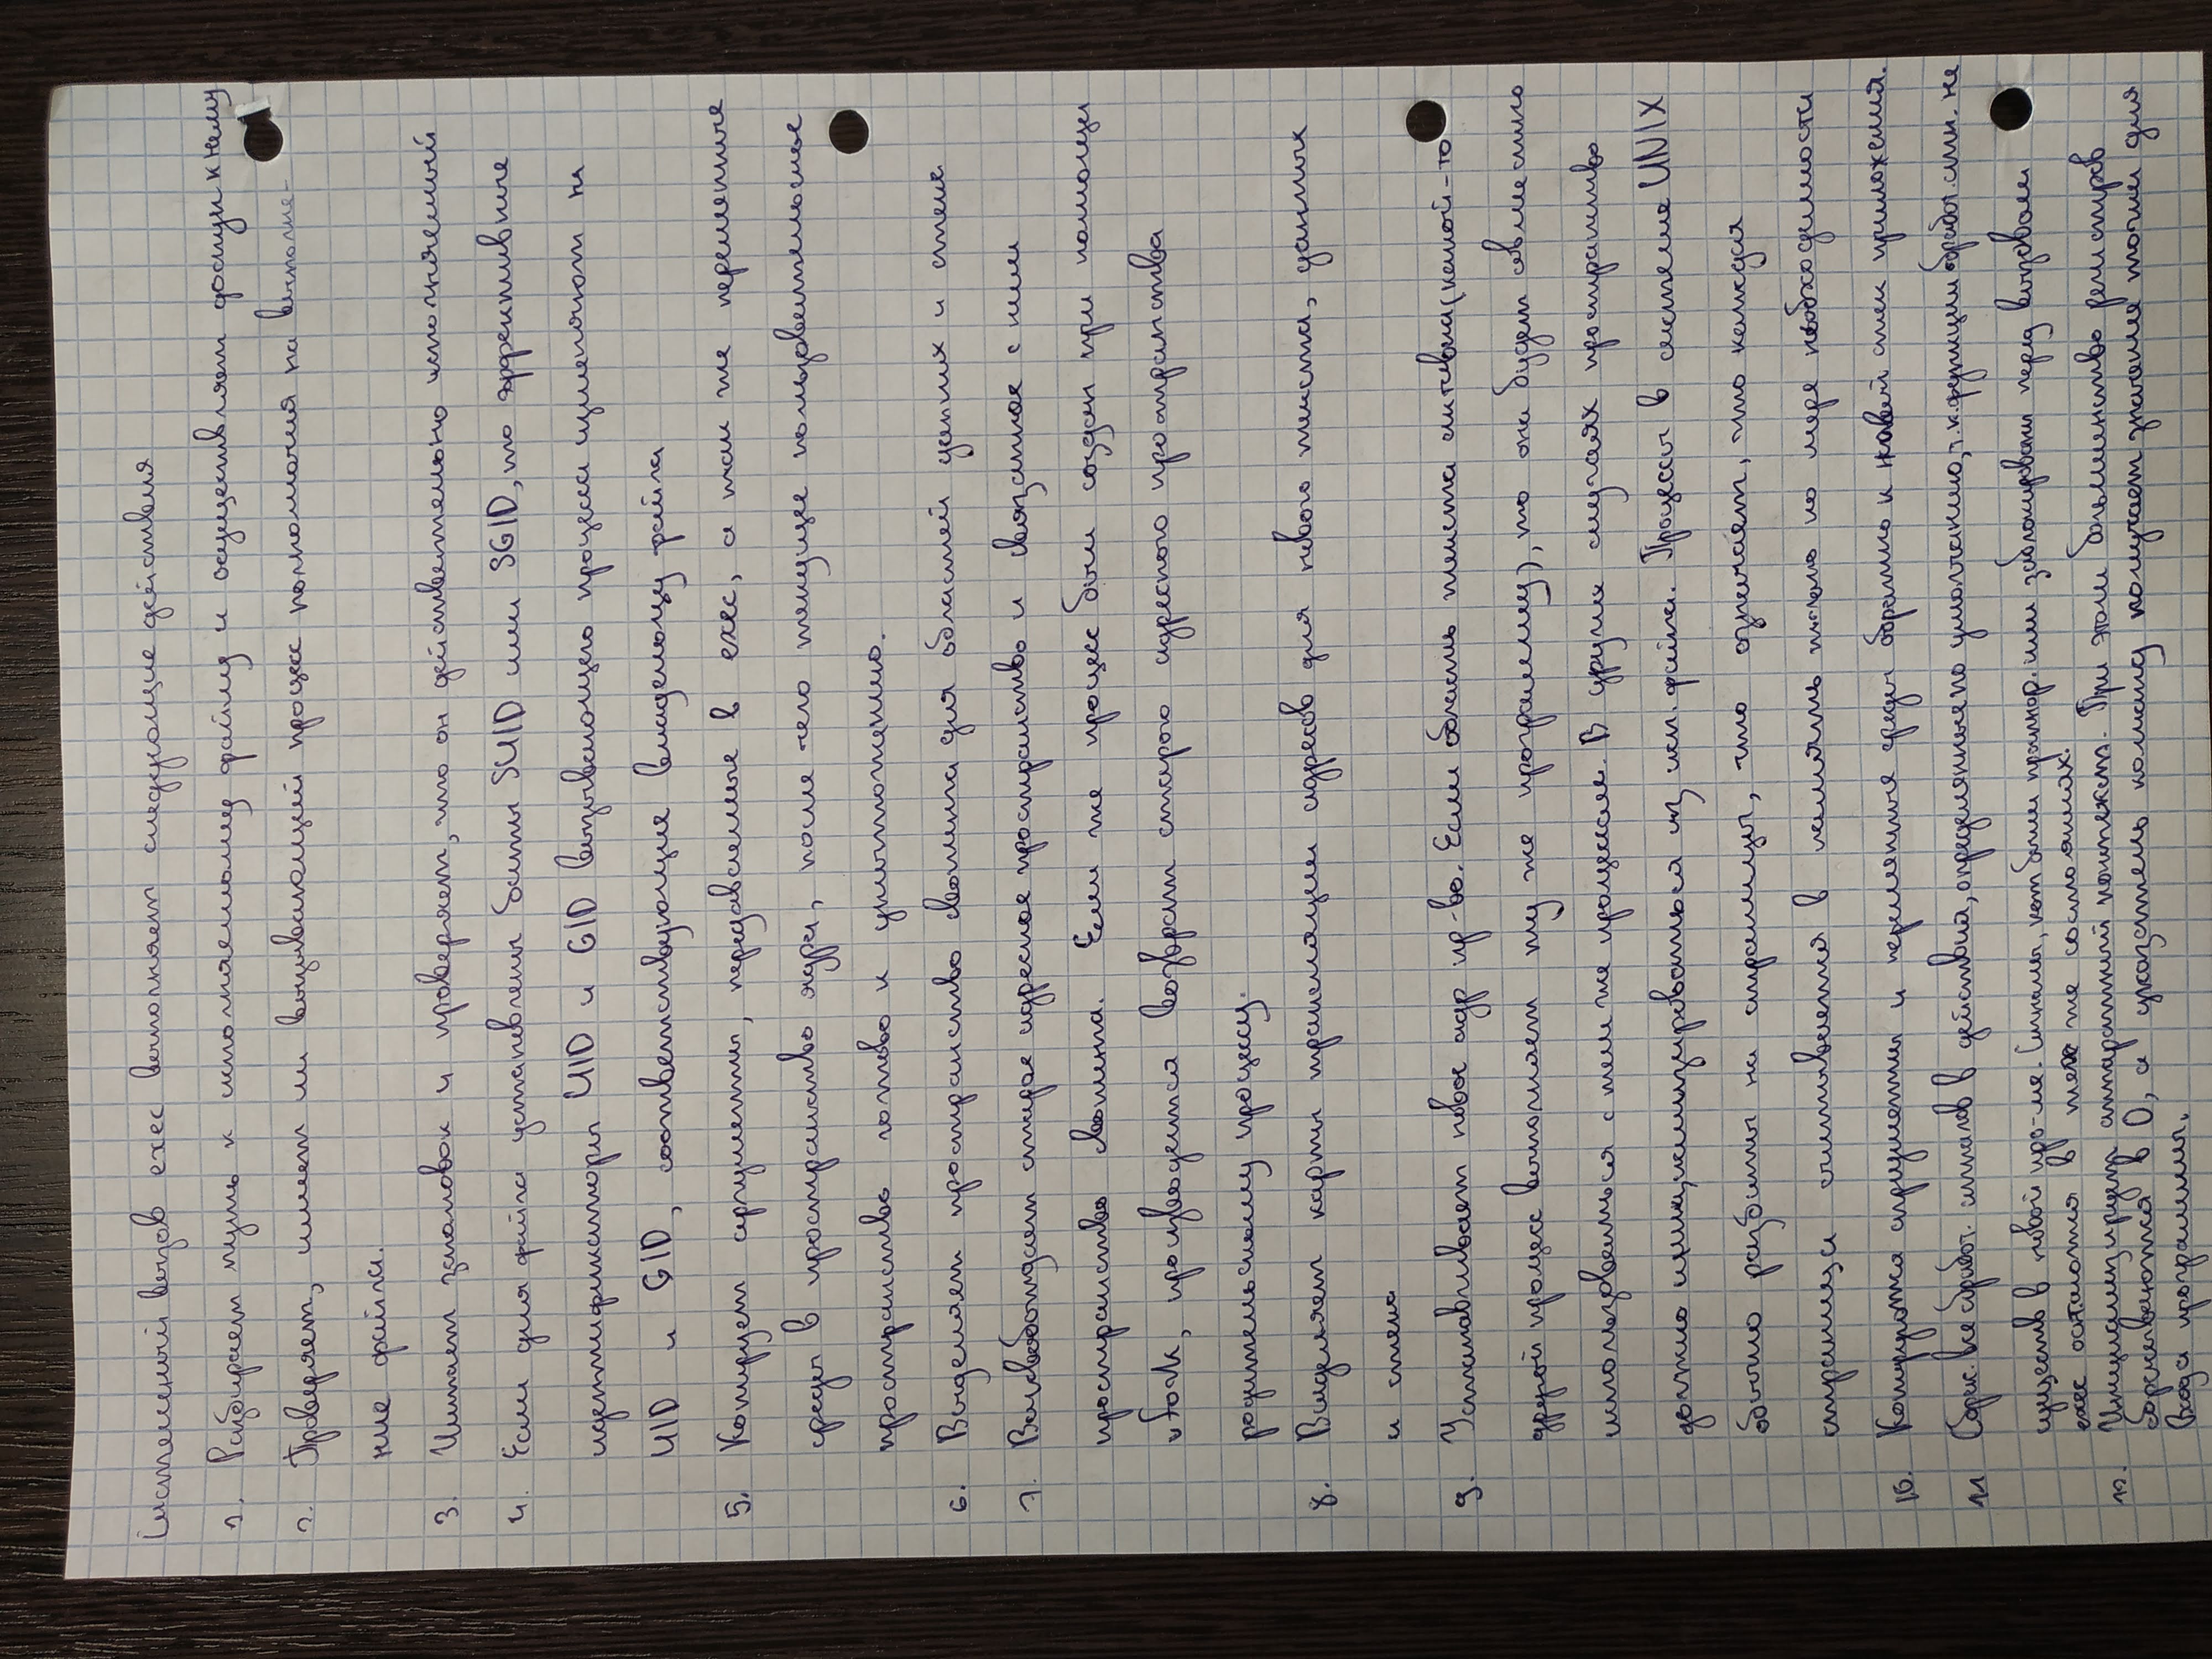 Системный вызов exec выполняет следующие действия
1. Разбирает путь к исполняемому файлу и осуществляет доступ к нему
2. Проверяет, имеет ли вызывающий процесс полномочия на выполне-
ние файла.
3. Читает заголовок и проверяет, что он действительно исполняемый
4. Если для файла установлены биты SUID или SGID, то эффективные
идентификаторы UID и GID вызывающего процесса изменяют на
UID и GID, соответствующие владельцу файла
5. Копирует аргументы, передаваемые в exec, а так же переменные
среды в пространство ядра, после чего текущее пользовательское
пространство готово к уничтожению.
6. Выделяет пространство свопинга для областей данных и стека
7. Высвобождает старое адресное пространство и связанное с ним
пространство свопинга. Если же процесс был создан при помощи
vfork, производится возврат старого адресного пространства
родительскому процессу.
8. Выделяет карты трансляции адресов для нового текста, данных
и стека
9. Устанавливает новое адр пр-во. Если область текста активна (какой-то
другой процесс выполняет ту же программу), то она будет совместно
использоваться с тем же процессом. В других случаях пространство
должно инициализироваться из исп. файла. Процессы в системе UNIX
обычно разбиты на страницы, что означает, что каждая
страница считывается в память только по мере необходимости
10. Копируются аргументы и переменные среды обратно к новый стек приложения.
11 Сбрас. все обработ. сигналов в действия, определянные по умолчанию, т.к. функции обработ. сигн. не
существ в новой про-ме. Сигналы, кот были проигнор. или заблокированы перед вызовом
exec остаются в тех же состояниях.
12. Инициализирует аппаратный контекст. При этом большинство регистров
сбрасываются в 0, а указатель команд получает значение точки для
входа программы.